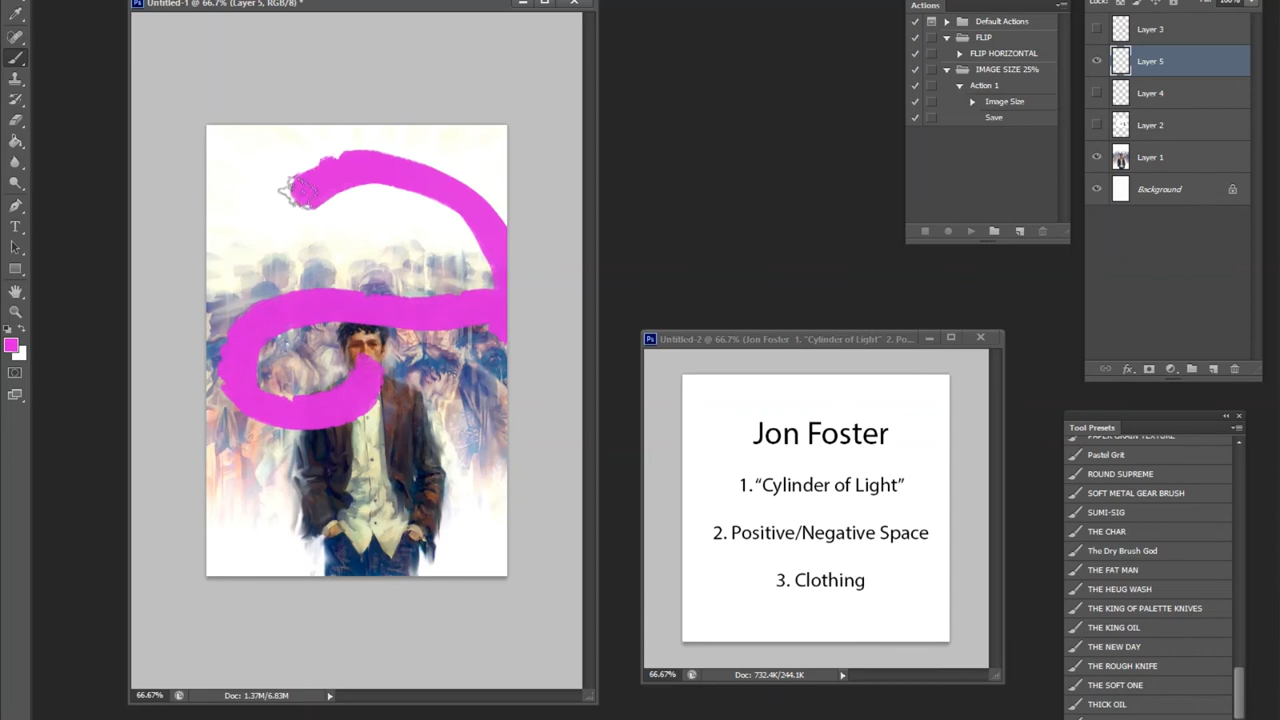 Untitled-1 @ 66.7% (Layer 5, RGB/8) *
66.67%
Doc: 1.37M/6.83M
Untitled-2 @ 66.7% (Jon Foster 1. "Cylinder of Light" 2. Po...
Jon Foster
1. “Cylinder of Light”
2. Positive/Negative Space
3. Clothing
66.67%
Doc: 732.4K/244.1K
Actions
Default Actions
FLIP
FLIP HORIZONTAL
IMAGE SIZE 25%
Action 1
Image Size
Save
Lock:
Layer 3
Layer 5
Layer 4
Layer 2
Layer 1
Background
fx
Tool Presets
PAPER GRAIN TEXTURE
Pastel Grit
ROUND SUPREME
SOFT METAL GEAR BRUSH
SUMI-SIG
THE CHAR
The Dry Brush God
THE FAT MAN
THE HEUG WASH
THE KING OF PALETTE KNIVES
THE KING OIL
THE NEW DAY
THE ROUGH KNIFE
THE SOFT ONE
THICK OIL